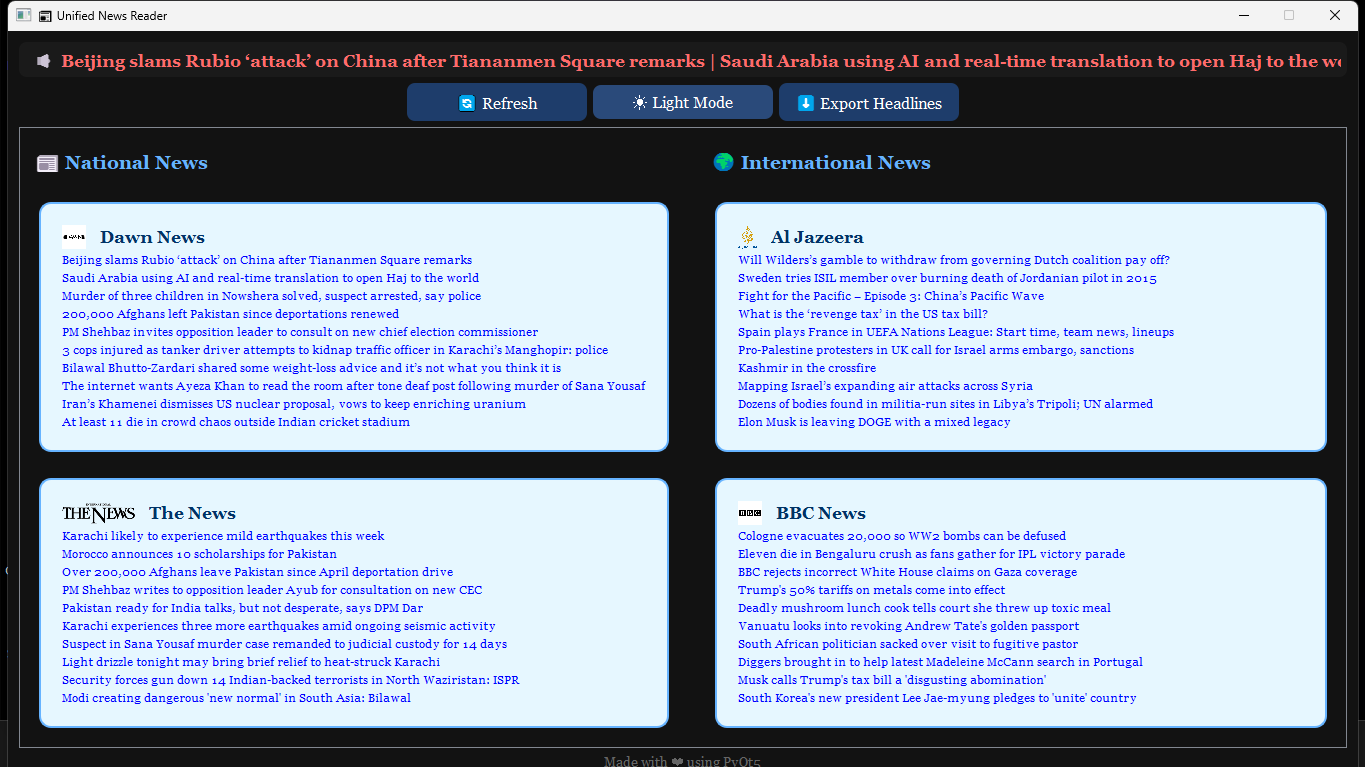 Unified News Reader
Beijing slams Rubio ‘attack’ on China after Tiananmen Square remarks | Saudi Arabia using AI and real-time translation to open Haj to the wo
Refresh
Light Mode
Export Headlines
National News
Dawn News
Beijing slams Rubio ‘attack’ on China after Tiananmen Square remarks
Saudi Arabia using AI and real-time translation to open Haj to the world
Murder of three children in Nowshera solved, suspect arrested, say police
200,000 Afghans left Pakistan since deportations renewed
PM Shehbaz invites opposition leader to consult on new chief election commissioner
3 cops injured as tanker driver attempts to kidnap traffic officer in Karachi’s Manghopir: police
Bilawal Bhutto-Zardari shared some weight-loss advice and it’s not what you think it is
The internet wants Ayeza Khan to read the room after tone deaf post following murder of Sana Yousaf
Iran’s Khamenei dismisses US nuclear proposal, vows to keep enriching uranium
At least 11 die in crowd chaos outside Indian cricket stadium
THE NEWS
The News
Karachi likely to experience mild earthquakes this week
Morocco announces 10 scholarships for Pakistan
Over 200,000 Afghans leave Pakistan since April deportation drive
PM Shehbaz writes to opposition leader Ayub for consultation on new CEC
Pakistan ready for India talks, but not desperate, says DPM Dar
Karachi experiences three more earthquakes amid ongoing seismic activity
Suspect in Sana Yousaf murder case remanded to judicial custody for 14 days
Light drizzle tonight may bring brief relief to heat-struck Karachi
Security forces gun down 14 Indian-backed terrorists in North Waziristan: ISPR
Modi creating dangerous 'new normal' in South Asia: Bilawal
International News
Al Jazeera
Will Wilders’s gamble to withdraw from governing Dutch coalition pay off?
Sweden tries ISIL member over burning death of Jordanian pilot in 2015
Fight for the Pacific – Episode 3: China’s Pacific Wave
What is the ‘revenge tax’ in the US tax bill?
Spain plays France in UEFA Nations League: Start time, team news, lineups
Pro-Palestine protesters in UK call for Israel arms embargo, sanctions
Kashmir in the crossfire
Mapping Israel’s expanding air attacks across Syria
Dozens of bodies found in militia-run sites in Libya’s Tripoli; UN alarmed
Elon Musk is leaving DOGE with a mixed legacy
BBC
BBC News
Cologne evacuates 20,000 so WW2 bombs can be defused
Eleven die in Bengaluru crush as fans gather for IPL victory parade
BBC rejects incorrect White House claims on Gaza coverage
Trump's 50% tariffs on metals come into effect
Deadly mushroom lunch cook tells court she threw up toxic meal
Vanuatu looks into revoking Andrew Tate's golden passport
South African politician sacked over visit to fugitive pastor
Diggers brought in to help latest Madeleine McCann search in Portugal
Musk calls Trump's tax bill a 'disgusting abomination'
South Korea's new president Lee Jae-myung pledges to 'unite' country
Made with ❤ using PyQt5